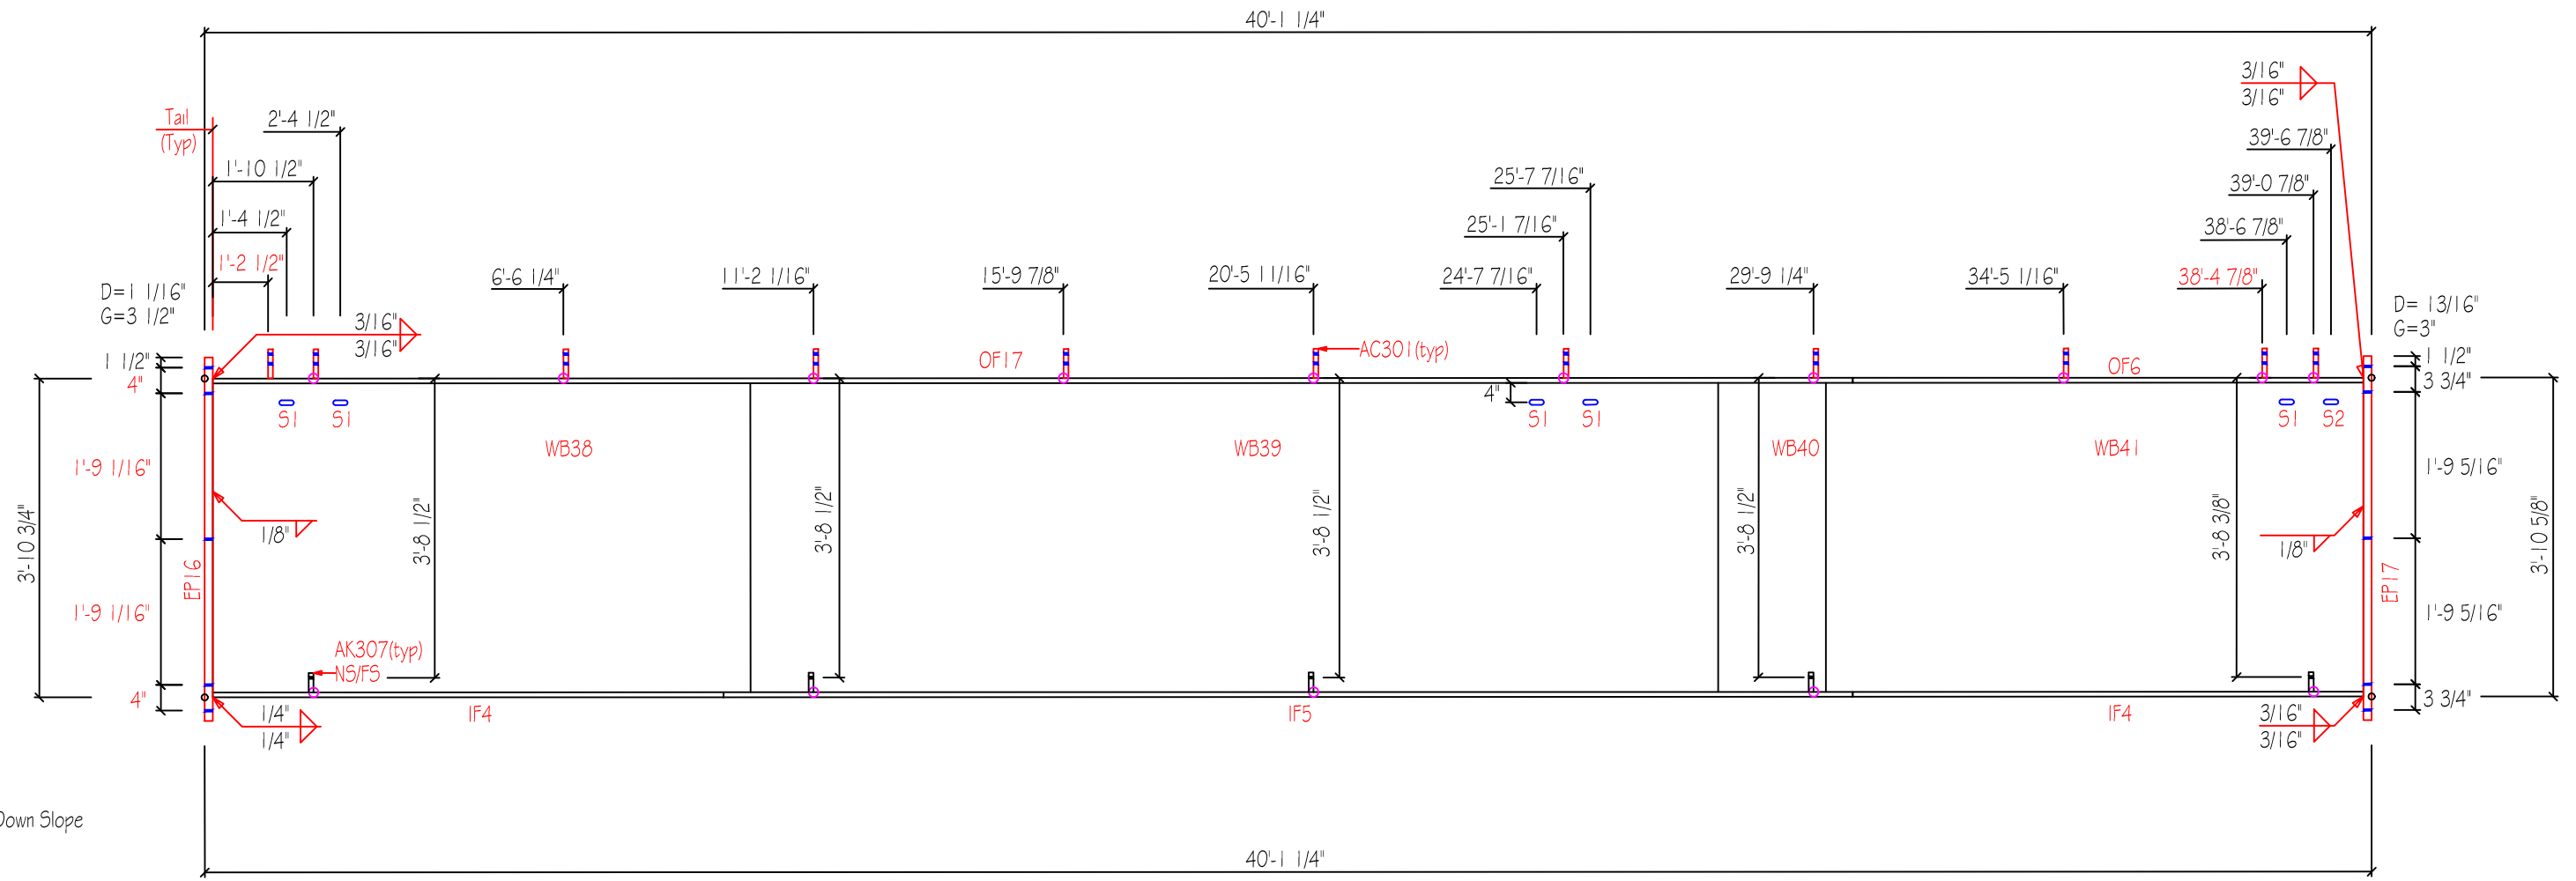 40'-1 1/4"
3/16"
3/16"
Tail
(Typ)
2'-4 1/2"
39'-6 7/8"
1'-10 1/2"
25'-7 7/16"
39'-0 7/8"
1'-4 1/2"
25'-1 7/16"
38'-6 7/8"
1'-2 1/2"
6'-6 1/4"
11'-2 1/16"
15'-9 7/8"
20'-5 11/16"
24'-7 7/16"
29'-9 1/4"
34'-5 1/16"
38'-4 7/8"
D=1 1/16"
G=3 1/2"
D= 13/16"
G=3"
3/16"
3/16"
1 1/2"
OF17
AC301(typ)
OF6
1 1/2"
4"
3 3/4"
4"
S1
S1
S1
S1
S1
S2
WB38
WB39
WB40
WB41
1'-9 1/16"
1'-9 5/16"
3'-10 3/4"
1/8"
3'-8 1/2"
3'-8 1/2"
3'-8 1/2"
3'-8 1/2"
3'-8 3/8"
1/8"
3'-10 5/8"
EP16
EP17
1'-9 1/16"
1'-9 5/16"
AK307(typ)
NS/FS
4"
3 3/4"
1/4"
1/4"
IF4
IF5
IF4
3/16"
3/16"
Down Slope
40'-1 1/4"